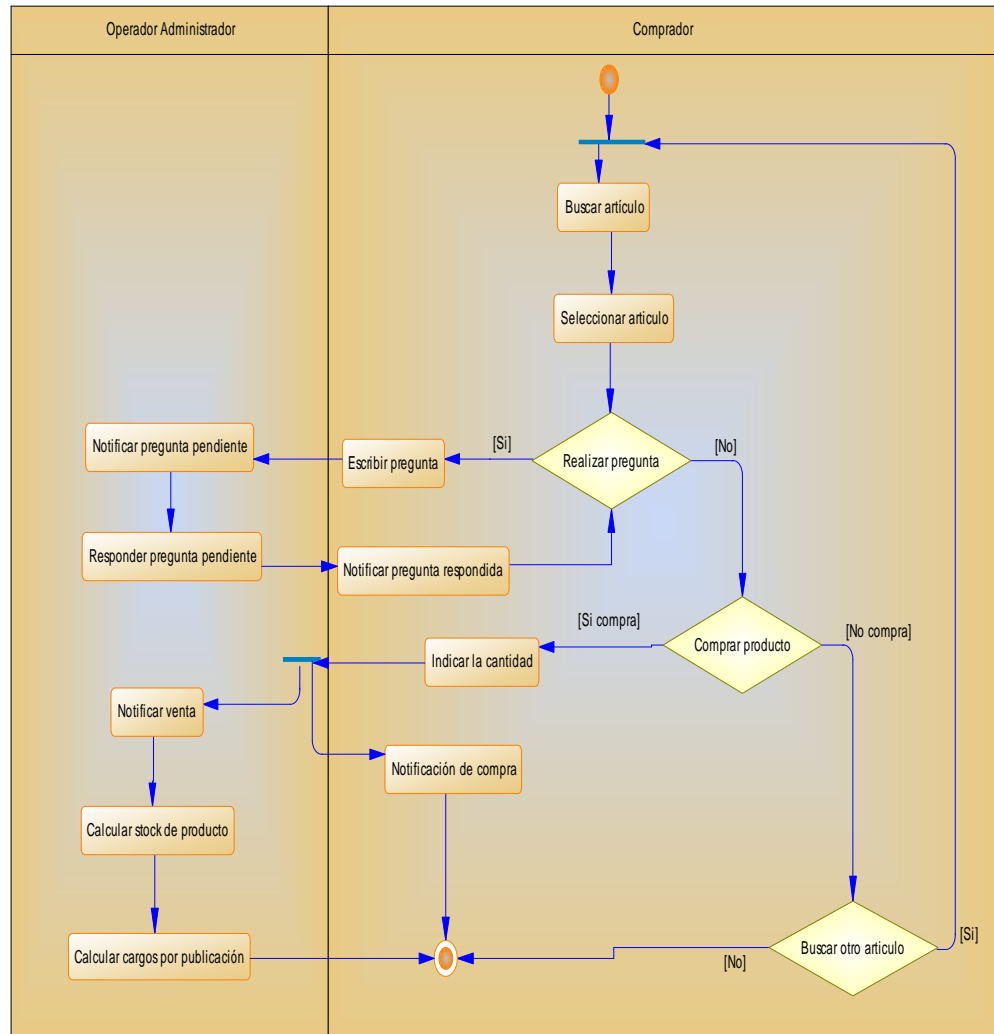 Operador Administrador
Comprador
Buscar artículo
Seleccionar articulo
Realizar pregunta
[Si]
[No]
Escribir pregunta
Notificar pregunta pendiente
Responder pregunta pendiente
Notificar pregunta respondida
Comprar producto
[Si compra]
[No compra]
Indicar la cantidad
Notificar venta
Notificación de compra
Calcular stock de producto
Calcular cargos por publicación
Buscar otro articulo
[Si]
[No]